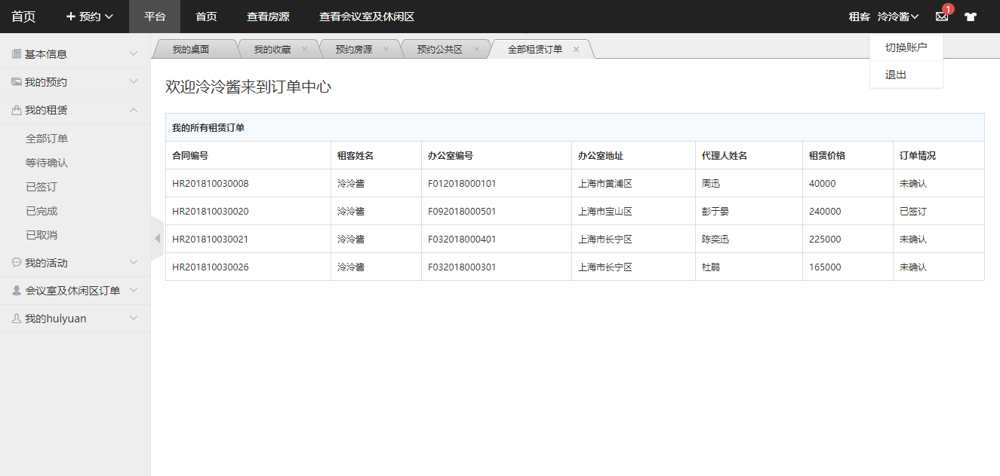 首页 预约 平台 首页 查看房源 查看会议室及休闲区 租客 泠泠酱 1
切换账户
退出
基本信息
我的预约
我的租赁
全部订单
等待确认
已签订
已完成
已取消
我的活动
会议室及休闲区订单
我的huiyuan
我的桌面 我的收藏 预约房源 预约公共区 全部租赁订单
欢迎泠泠酱来到订单中心
我的所有租赁订单
合同编号 租客姓名 办公室编号 办公室地址 代理人姓名 租赁价格 订单情况
HR201810030008 泠泠酱 F012018000101 上海市黄浦区 周迅 40000 未确认
HR201810030020 泠泠酱 F092018000501 上海市宝山区 彭于晏 240000 已签订
HR201810030021 泠泠酱 F032018000401 上海市长宁区 陈奕迅 225000 未确认
HR201810030026 泠泠酱 F032018000301 上海市长宁区 杜鹃 165000 未确认